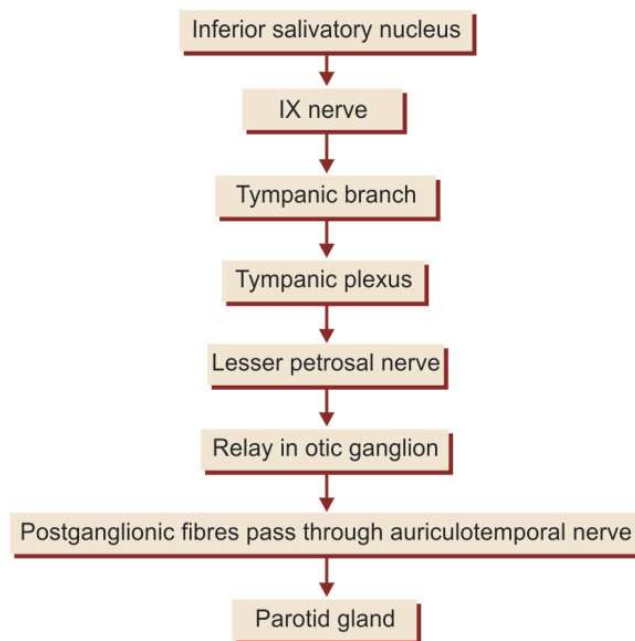 Inferior salivatory nucleus
IX nerve
Tympanic branch
Tympanic plexus
Lesser petrosal nerve
Relay in otic ganglion
Postganglionic fibres pass through auriculotemporal nerve
Parotid gland